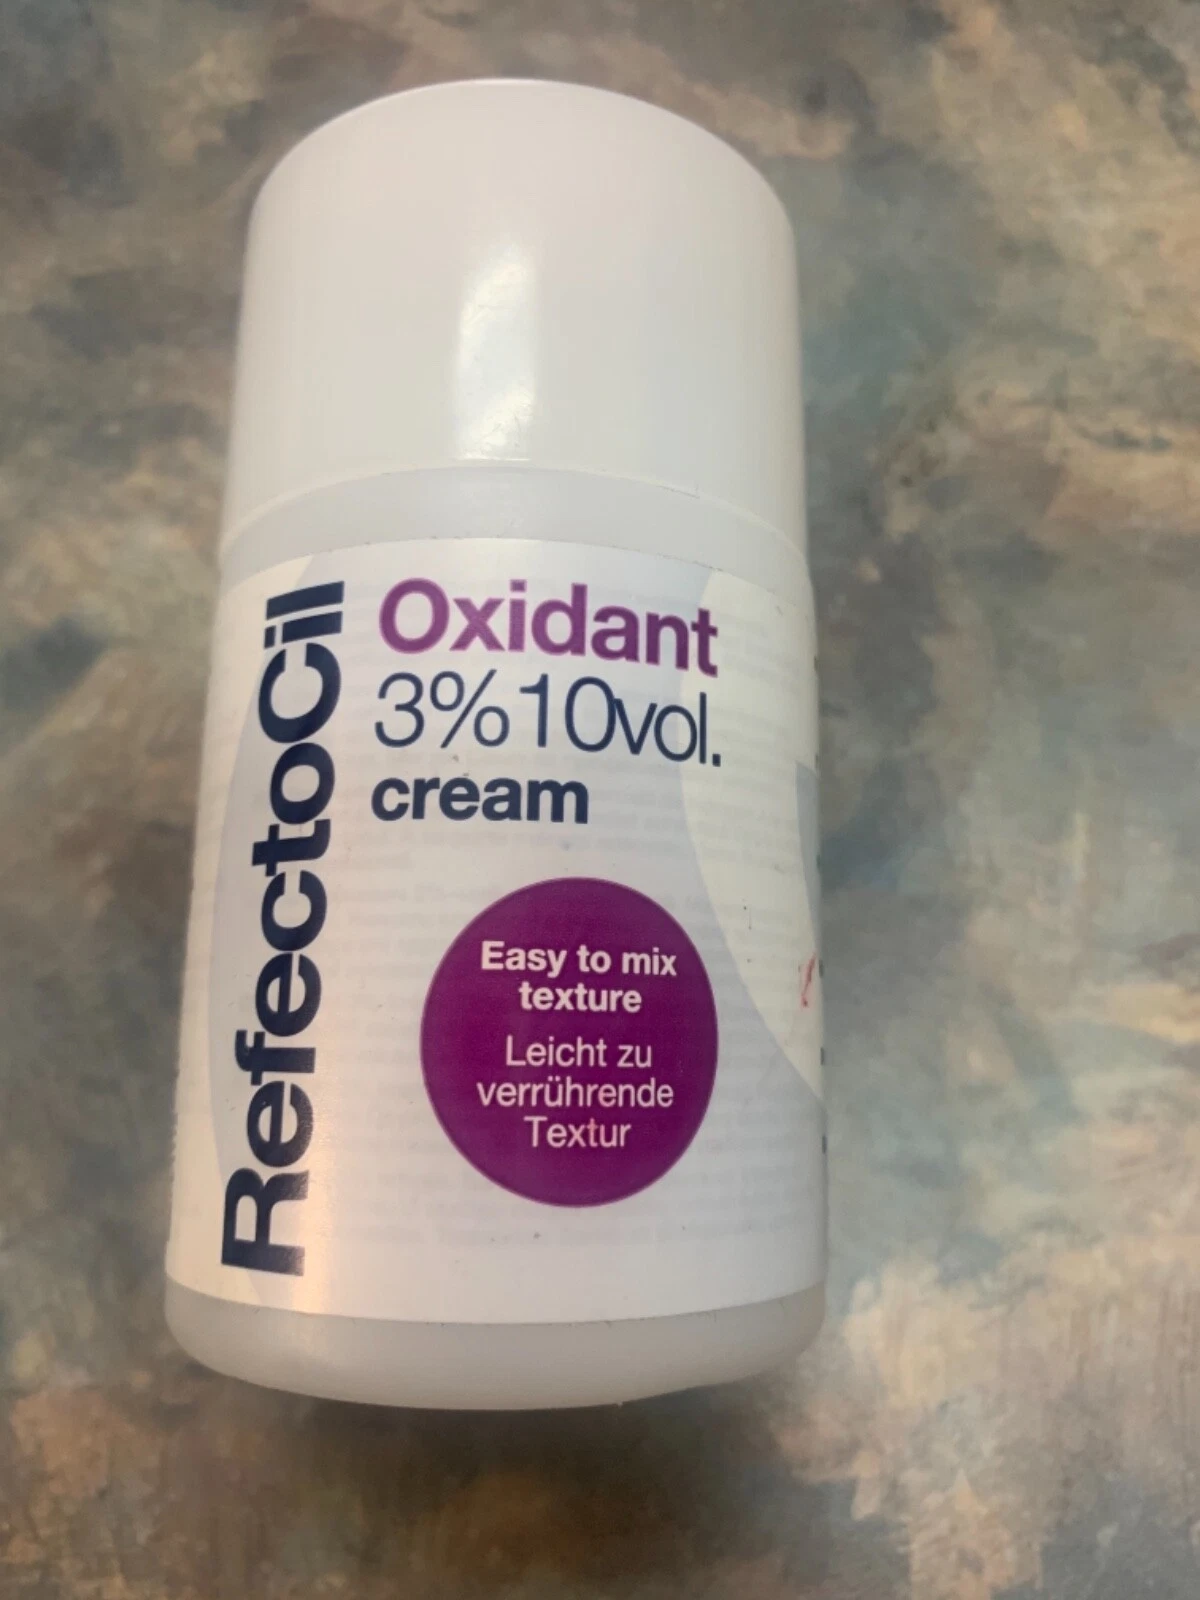 RefectoCil
Oxidant
3% 10vol.
cream
Easy to mix
texture
Leicht zu
verrührende
Textur